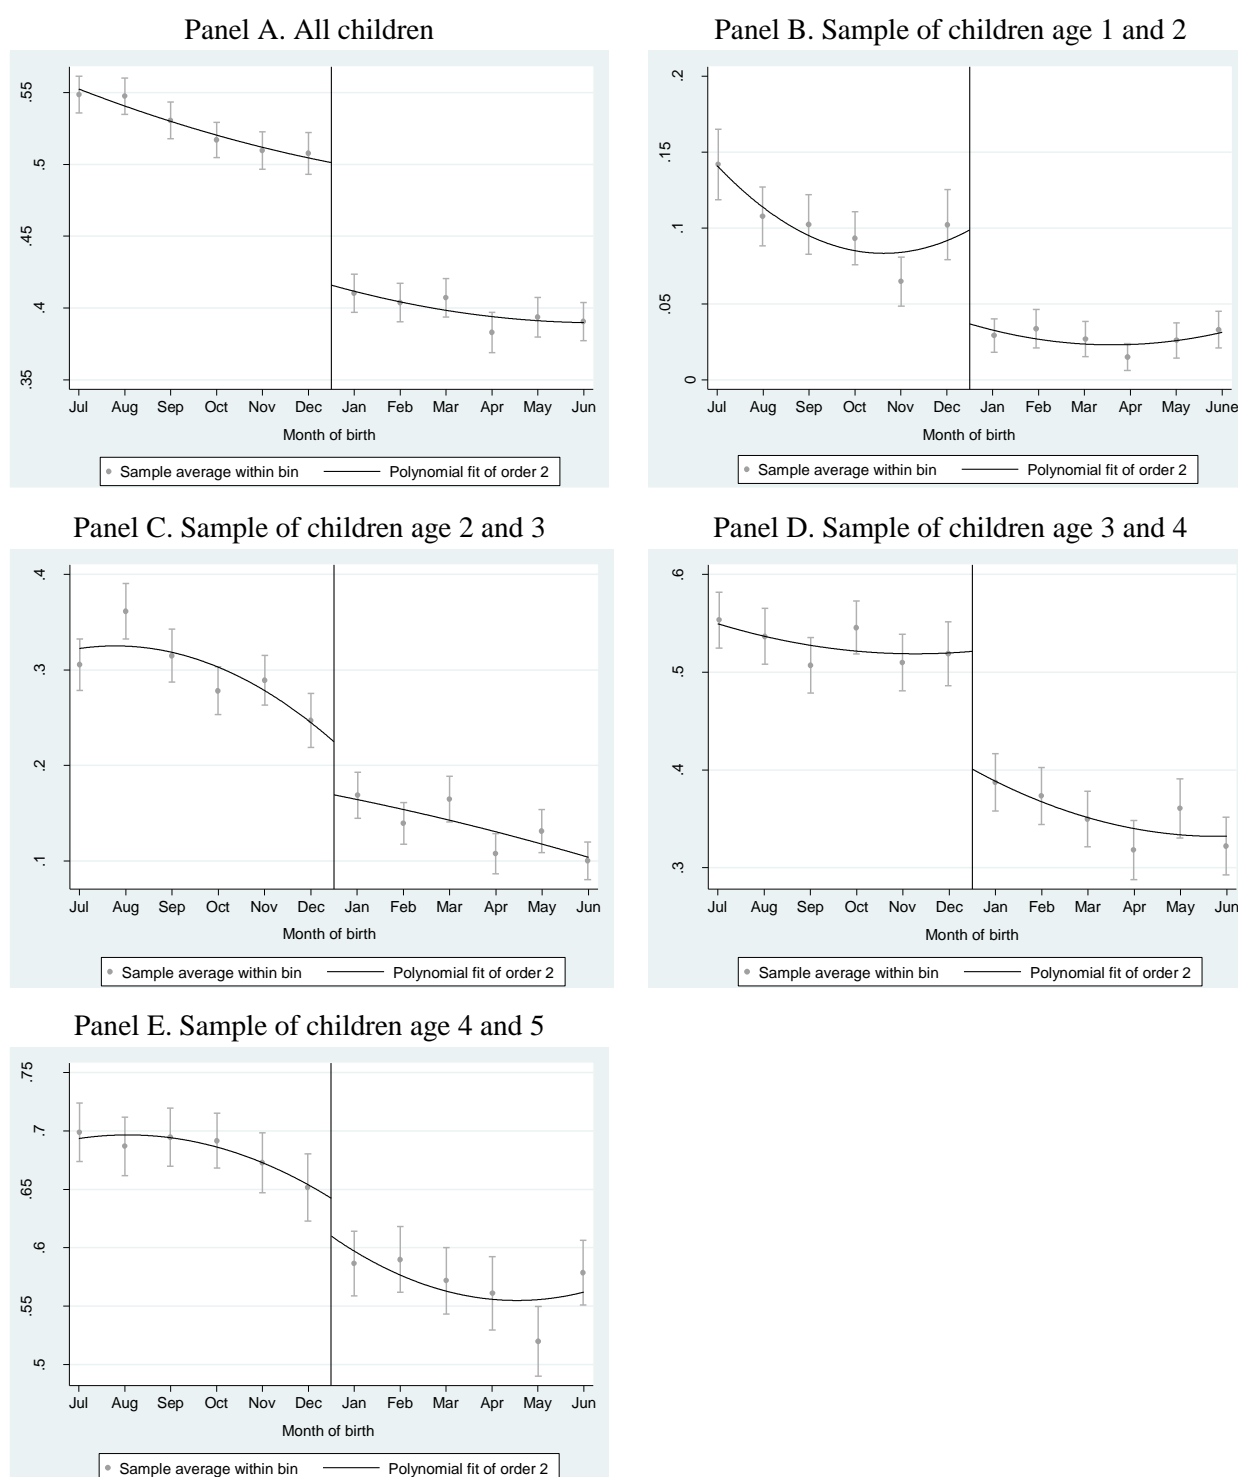 Panel A. All children
.55
.5
.45
.4
.35
Jul Aug Sep Oct Nov Dec Jan Feb Mar Apr May Jun
Month of birth
Sample average within bin Polynomial fit of order 2
Panel B. Sample of children age 1 and 2
.2
.15
.1
.05
0
Jul Aug Sep Oct Nov Dec Jan Feb Mar Apr May June
Month of birth
Sample average within bin Polynomial fit of order 2
Panel C. Sample of children age 2 and 3
.4
.3
.2
.1
Jul Aug Sep Oct Nov Dec Jan Feb Mar Apr May Jun
Month of birth
Sample average within bin Polynomial fit of order 2
Panel D. Sample of children age 3 and 4
.6
.5
.4
.3
Jul Aug Sep Oct Nov Dec Jan Feb Mar Apr May Jun
Month of birth
Sample average within bin Polynomial fit of order 2
Panel E. Sample of children age 4 and 5
.75
.7
.65
.6
.55
.5
Jul Aug Sep Oct Nov Dec Jan Feb Mar Apr May Jun
Month of birth
Sample average within bin Polynomial fit of order 2